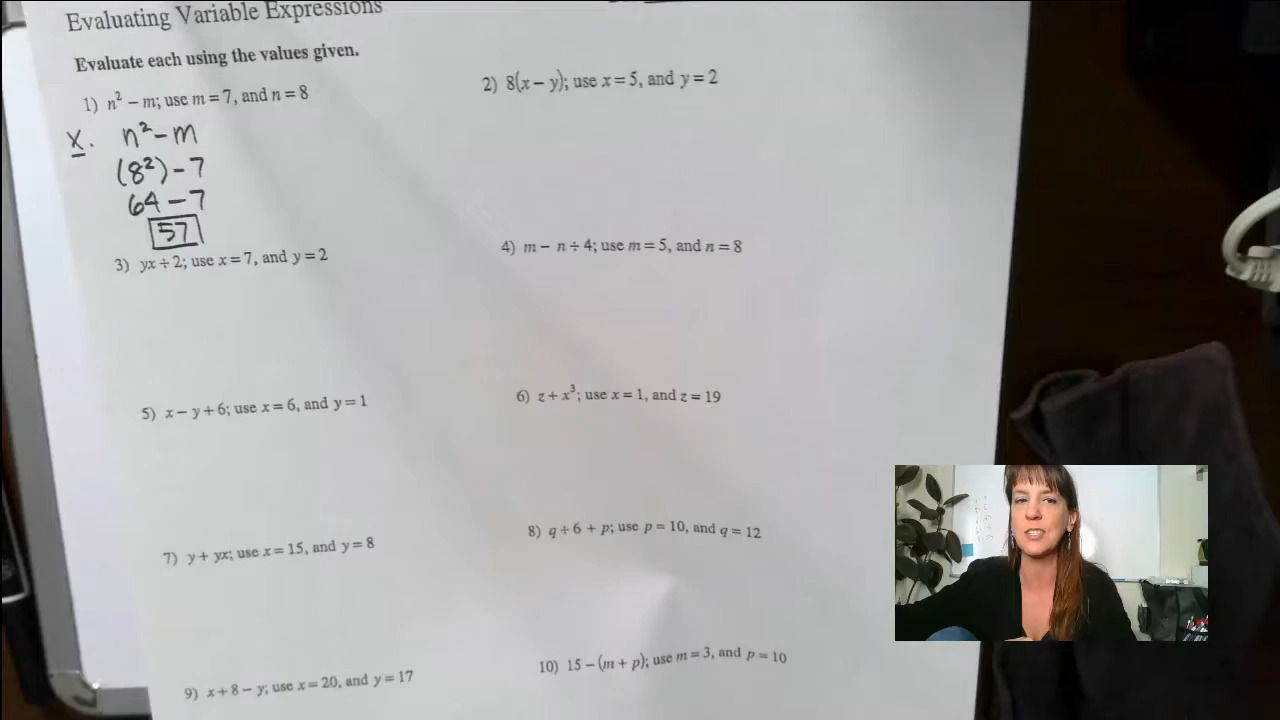 Evaluating Variable Expressions
Evaluate each using the values given.
1) n² – m; use m = 7, and n = 8
2) 8(x – y); use x = 5, and y = 2
X. n² – m
(8²) – 7
64 – 7
57
3) yx ÷ 2; use x = 7, and y = 2
4) m – n ÷ 4; use m = 5, and n = 8
5) x – y + 6; use x = 6, and y = 1
6) z + x³; use x = 1, and z = 19
7) y + yx; use x = 15, and y = 8
8) q ÷ 6 + p; use p = 10, and q = 12
9) x + 8 – y; use x = 20, and y = 17
10) 15 – (m + p); use m = 3, and p = 10